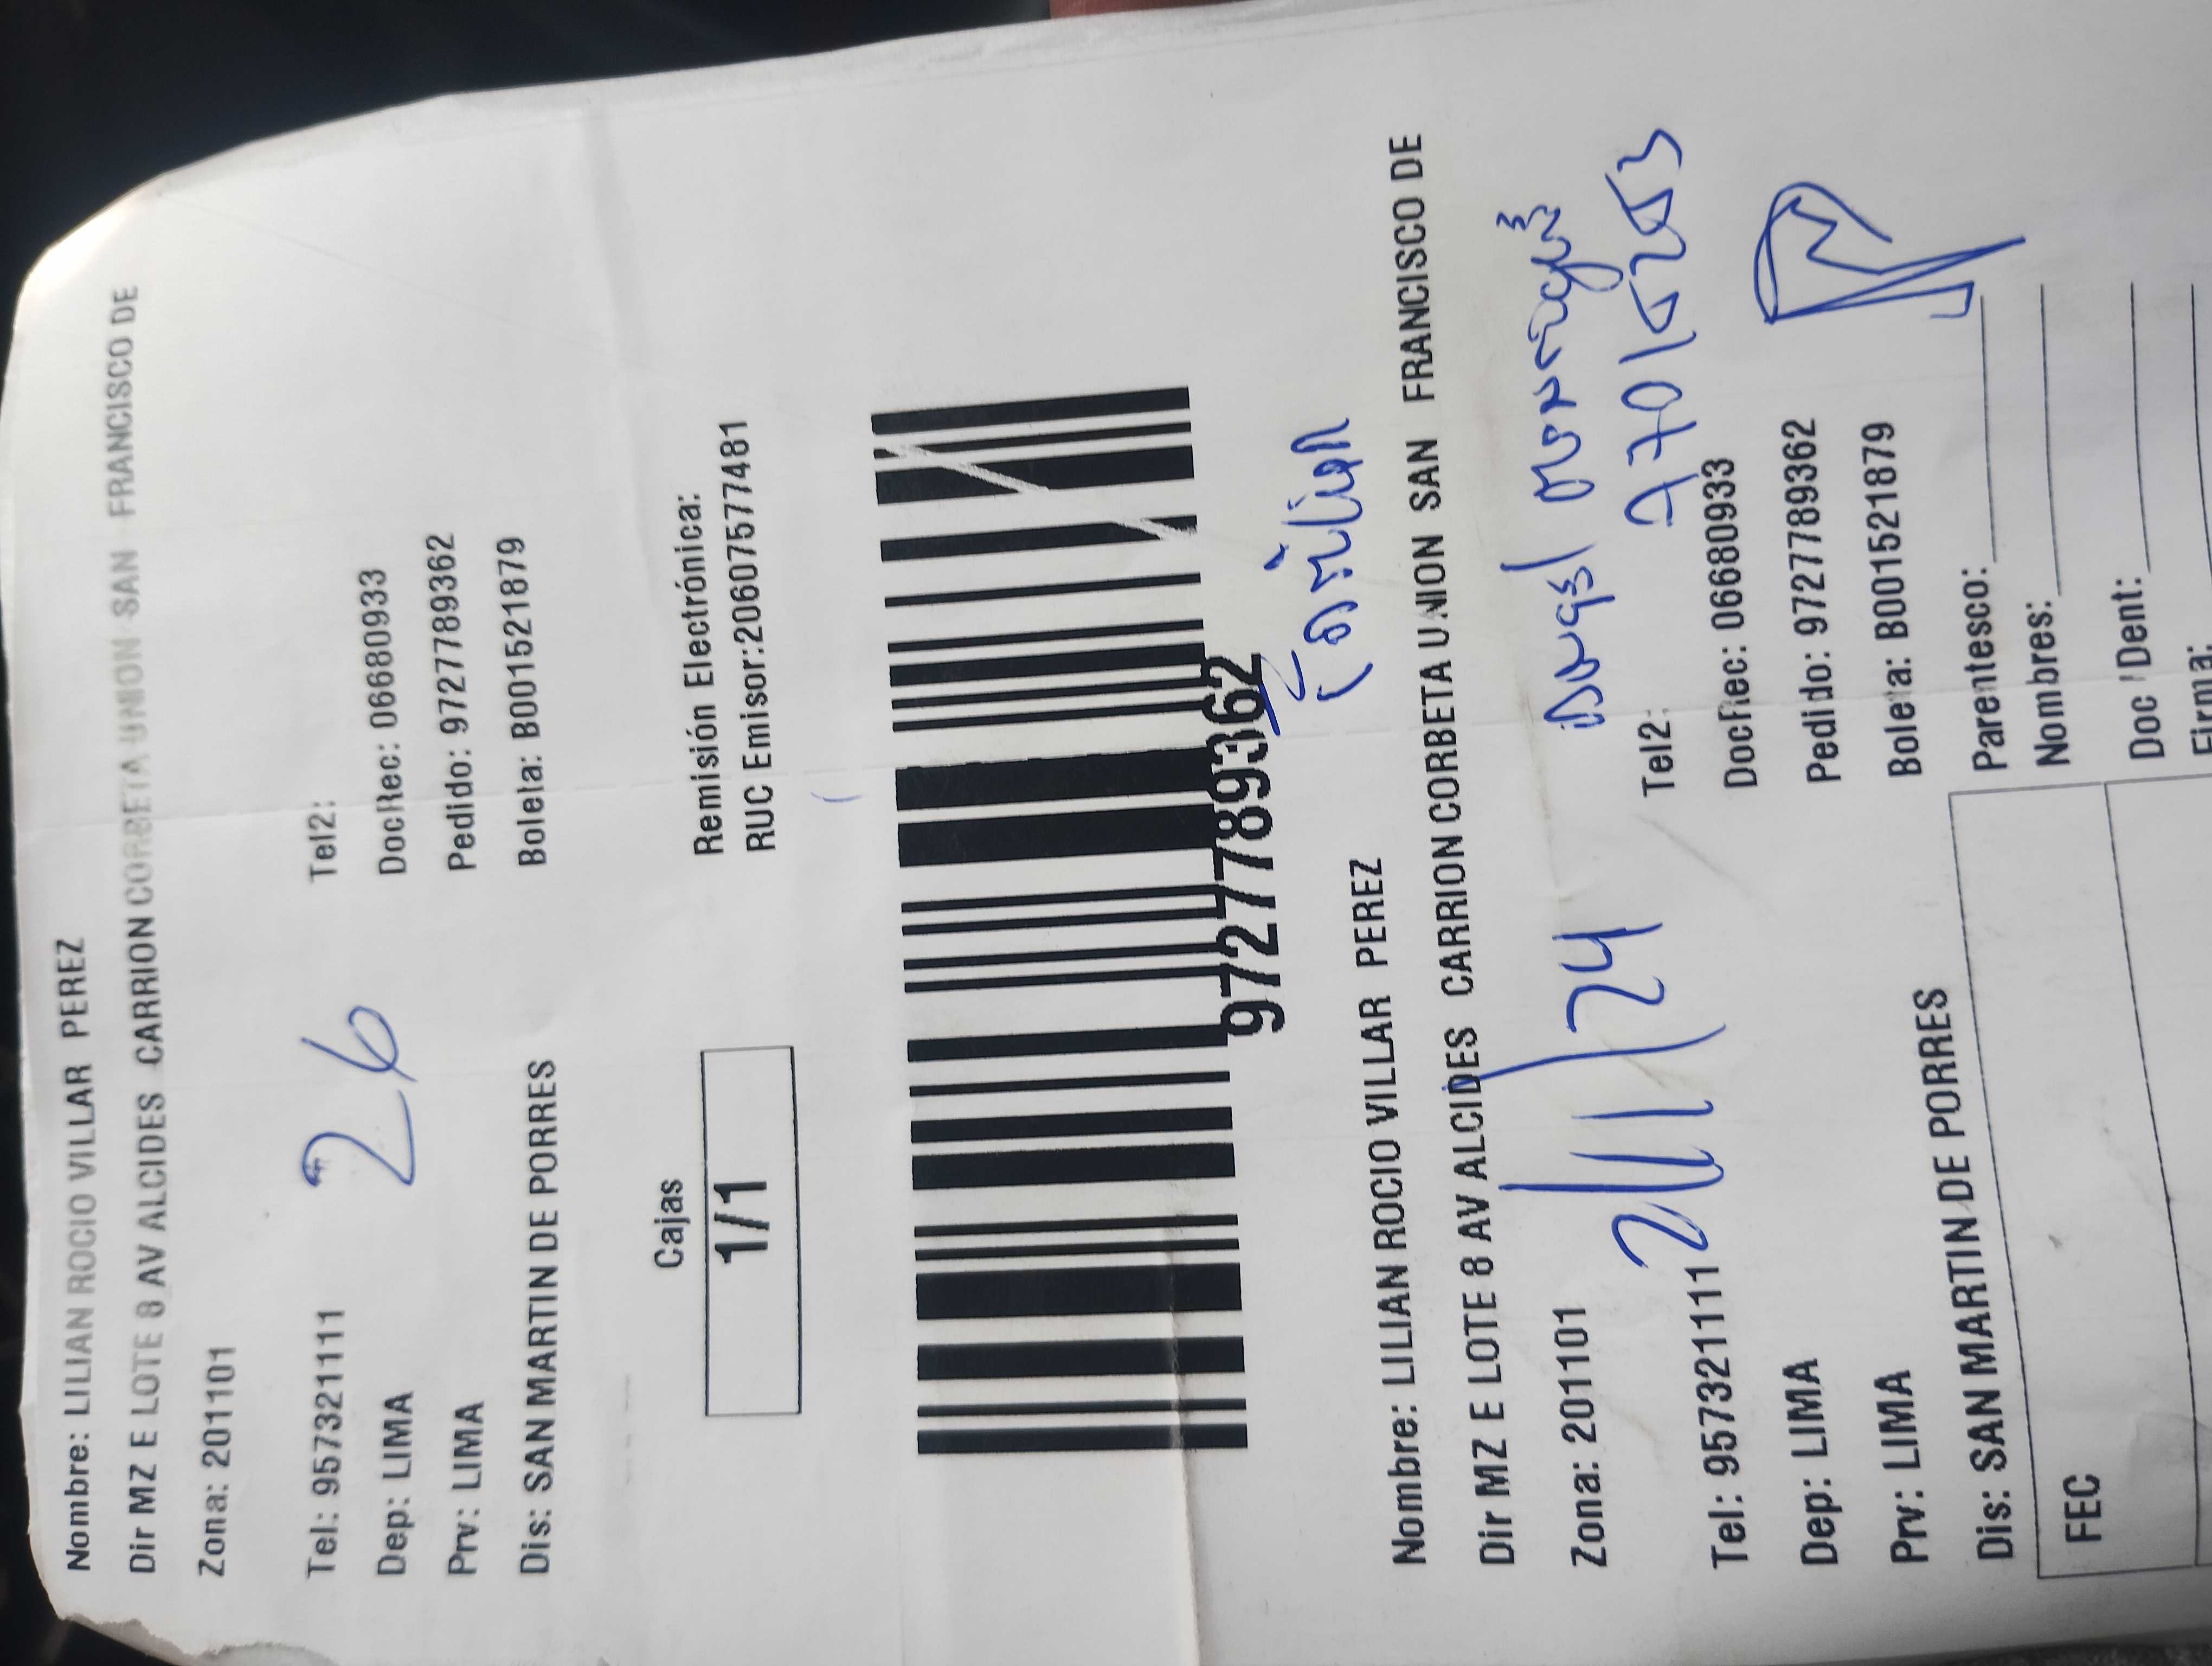 Nombre: LILIAN ROCIO VILLAR PEREZ
Dir MZ E LOTE 8 AV ALCIDES CARRION CORBETA UNION SAN FRANCISCO DE
Zona: 201101
Tel: 957321111 Tel2:
26
Dep: LIMA DocRec: 06680933
Prv: LIMA Pedido: 9727789362
Dis: SAN MARTIN DE PORRES Boleta: B001521879
Cajas Remisión Electrónica:
1/1 RUC Emisor:20607577481
9727789362
Nombre: LILIAN ROCIO VILLAR PEREZ
Dir MZ E LOTE 8 AV ALCIDES CARRION CORBETA UNION SAN FRANCISCO DE
Zona: 201101
2/11/24
Tel: 957321111 Tel2:
Dep: LIMA DocRec: 06680933
Prv: LIMA Pedido: 9727789362
Dis: SAN MARTIN DE PORRES Boleta: B001521879
FEC Parentesco:
Nombres:
Doc Ident:
Firma: